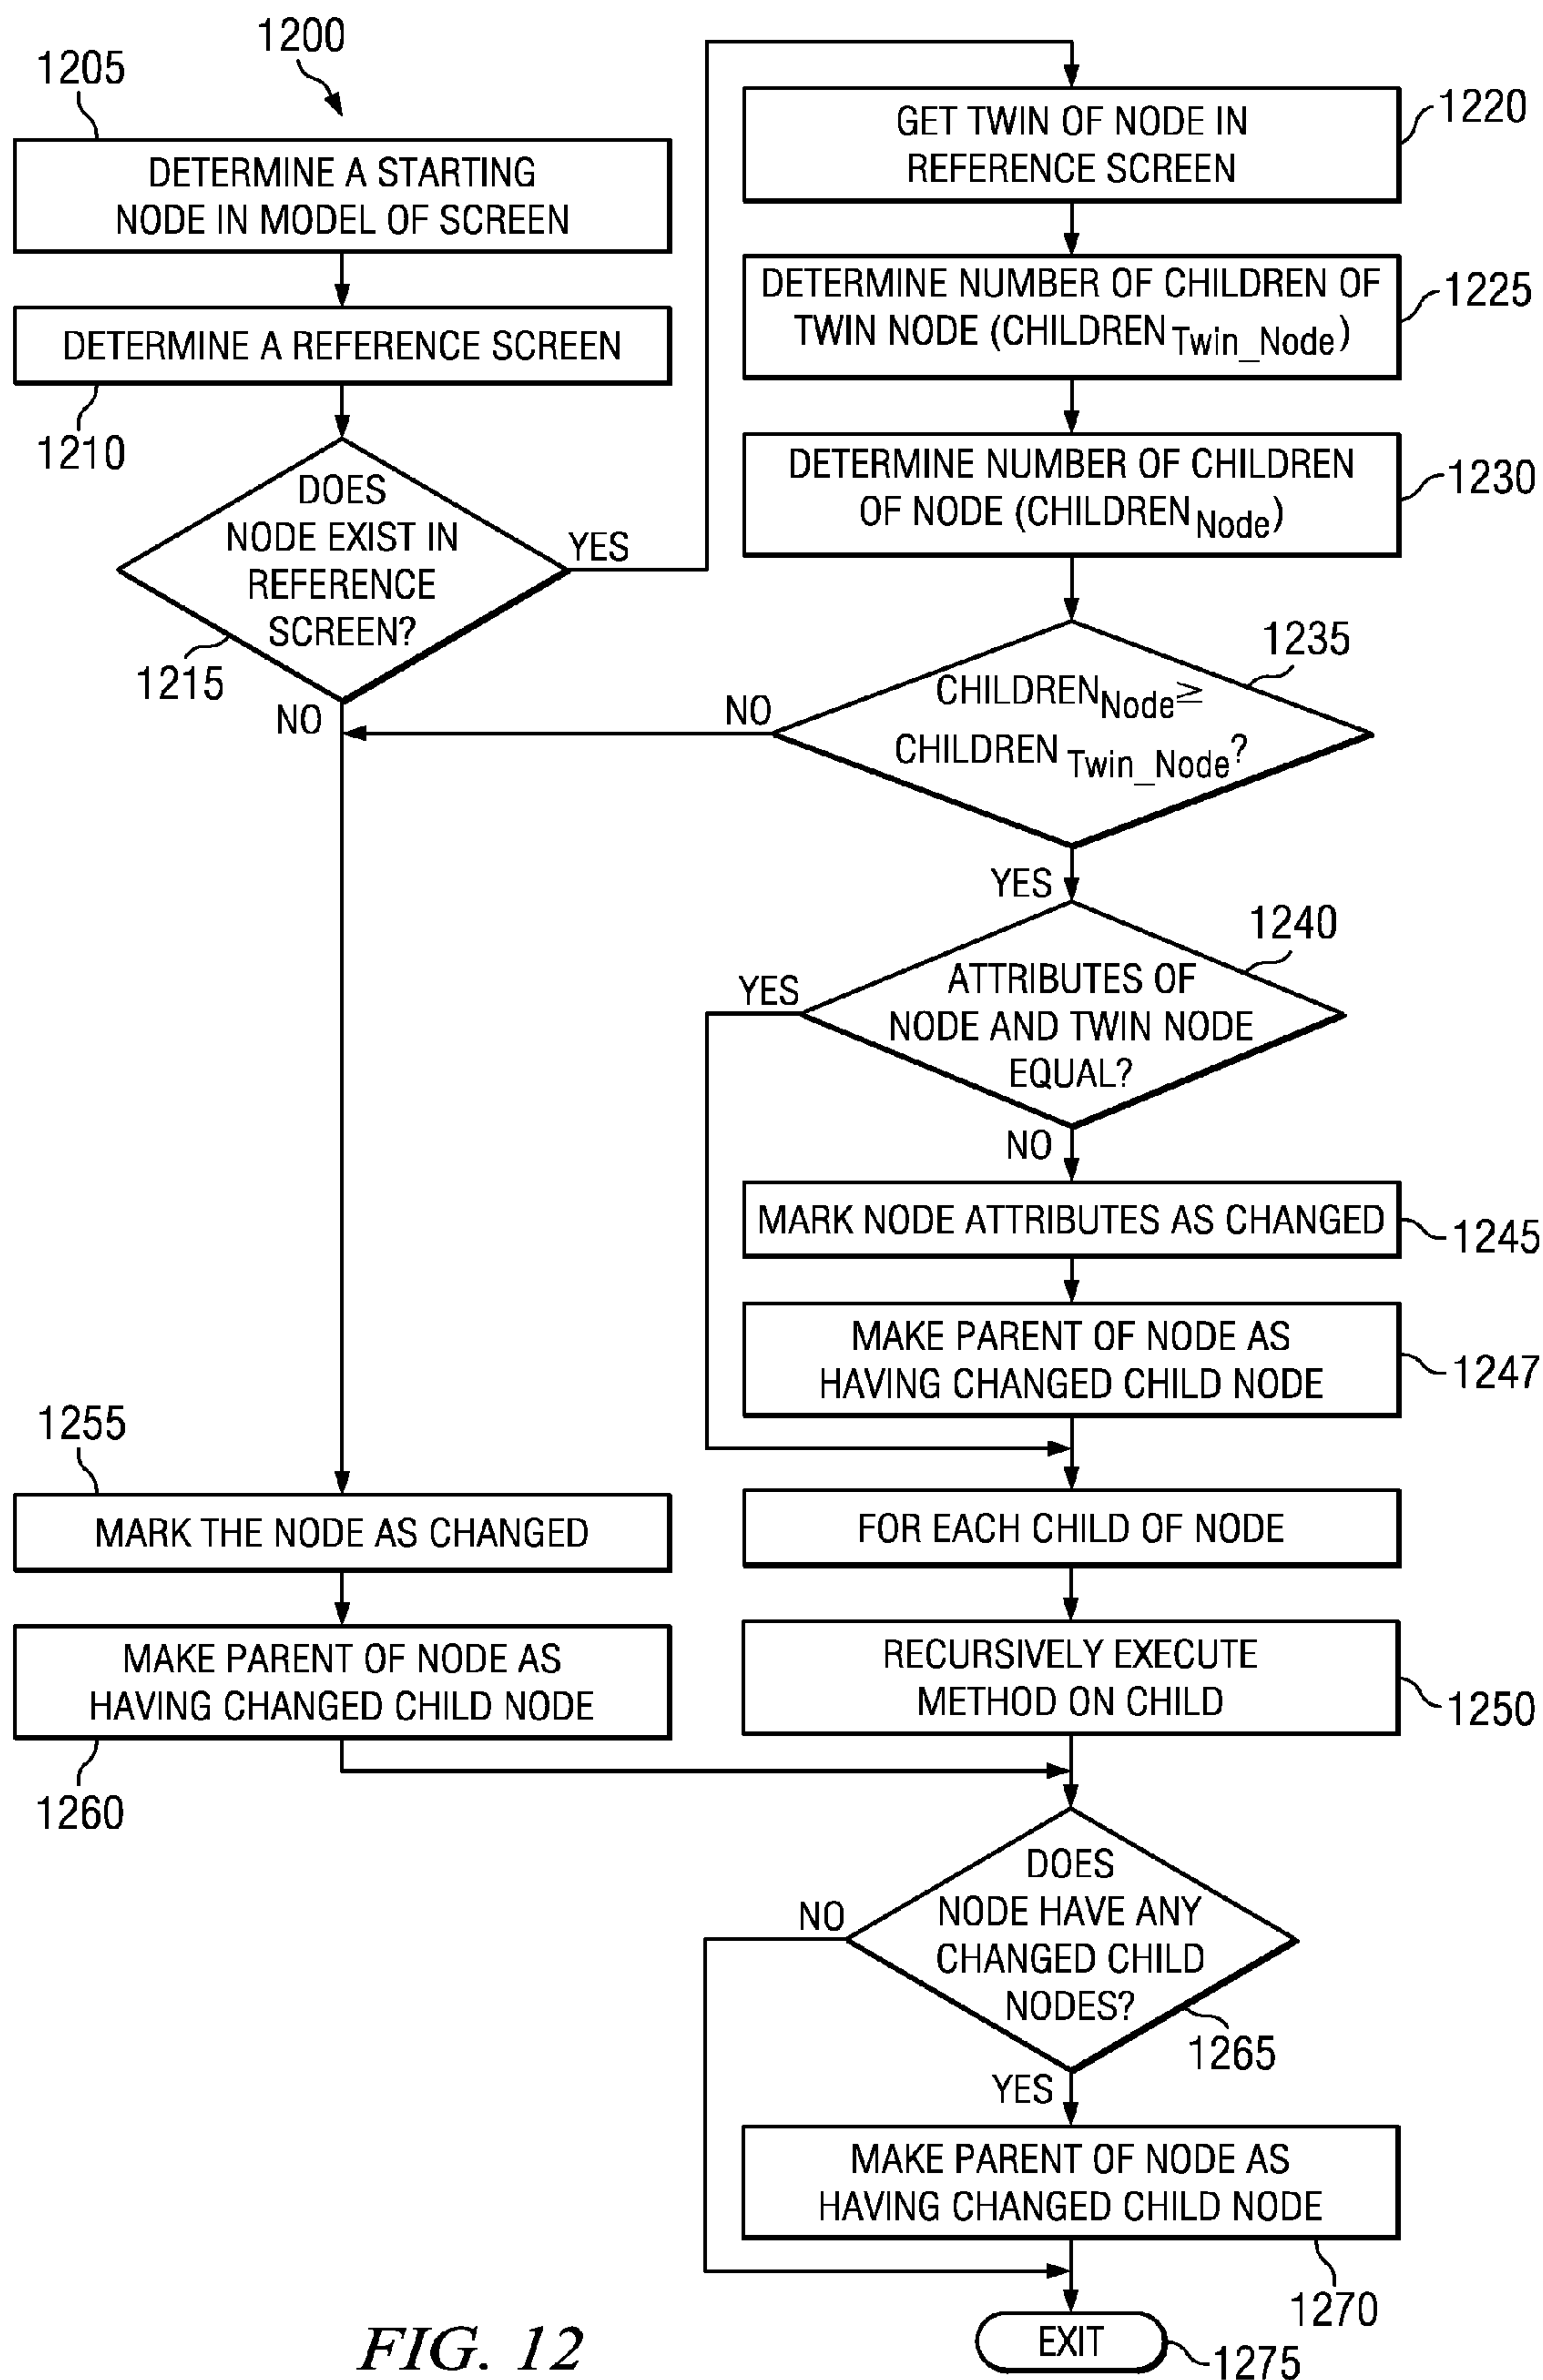 1200
1205
DETERMINE A STARTING
NODE IN MODEL OF SCREEN
DETERMINE A REFERENCE SCREEN
1210
DOES
NODE EXIST IN
REFERENCE
SCREEN?
YES
1215
NO
GET TWIN OF NODE IN
REFERENCE SCREEN
1220
DETERMINE NUMBER OF CHILDREN OF
TWIN NODE (CHILDREN Twin_Node)
1225
DETERMINE NUMBER OF CHILDREN
OF NODE (CHILDREN Node)
1230
1235
CHILDREN Node ≥
CHILDREN Twin_Node?
NO
YES
1240
ATTRIBUTES OF
NODE AND TWIN NODE
EQUAL?
YES
NO
MARK NODE ATTRIBUTES AS CHANGED
1245
MAKE PARENT OF NODE AS
HAVING CHANGED CHILD NODE
1247
1255
MARK THE NODE AS CHANGED
MAKE PARENT OF NODE AS
HAVING CHANGED CHILD NODE
1260
FOR EACH CHILD OF NODE
RECURSIVELY EXECUTE
METHOD ON CHILD
1250
DOES
NODE HAVE ANY
CHANGED CHILD
NODES?
NO
1265
YES
MAKE PARENT OF NODE AS
HAVING CHANGED CHILD NODE
1270
EXIT
1275
FIG. 12